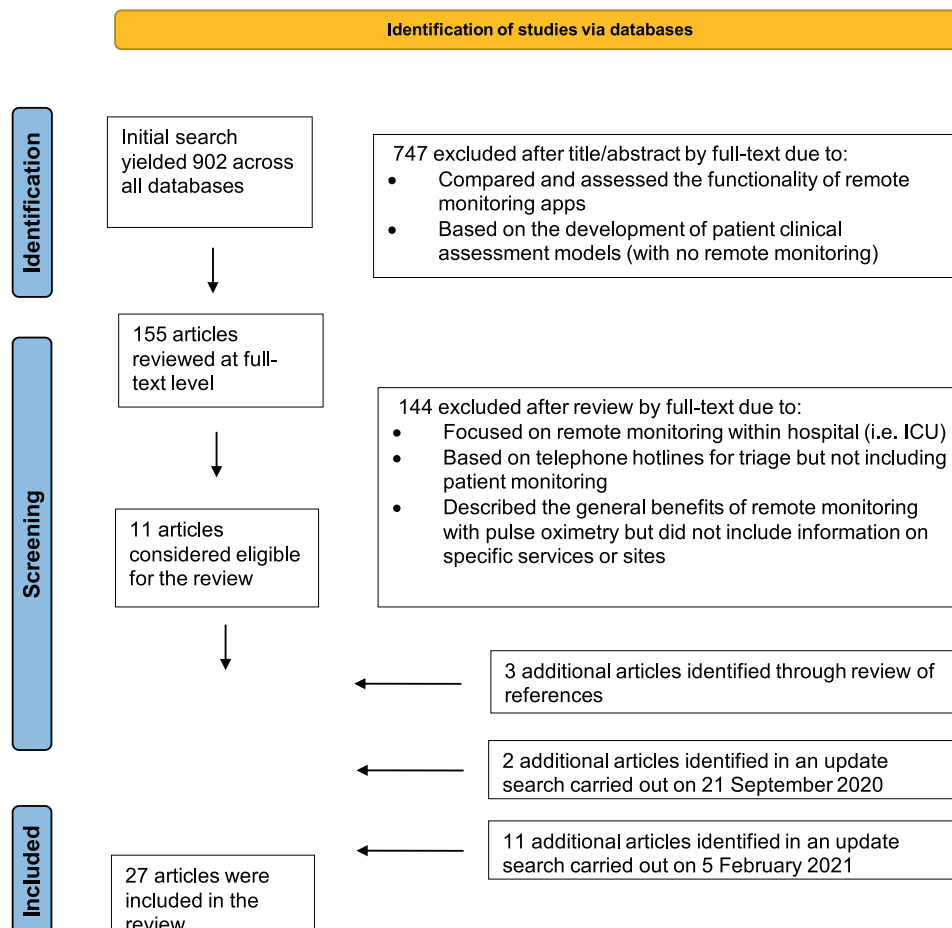 Identification of studies via databases
Identification
Initial search
yielded 902 across
all databases
747 excluded after title/abstract by full-text due to:
• Compared and assessed the functionality of remote
monitoring apps
• Based on the development of patient clinical
assessment models (with no remote monitoring)
Screening
155 articles
reviewed at full-
text level
144 excluded after review by full-text due to:
• Focused on remote monitoring within hospital (i.e. ICU)
• Based on telephone hotlines for triage but not including
patient monitoring
• Described the general benefits of remote monitoring
with pulse oximetry but did not include information on
specific services or sites
11 articles
considered eligible
for the review
3 additional articles identified through review of
references
2 additional articles identified in an update
search carried out on 21 September 2020
Included
11 additional articles identified in an update
search carried out on 5 February 2021
27 articles were
included in the
review